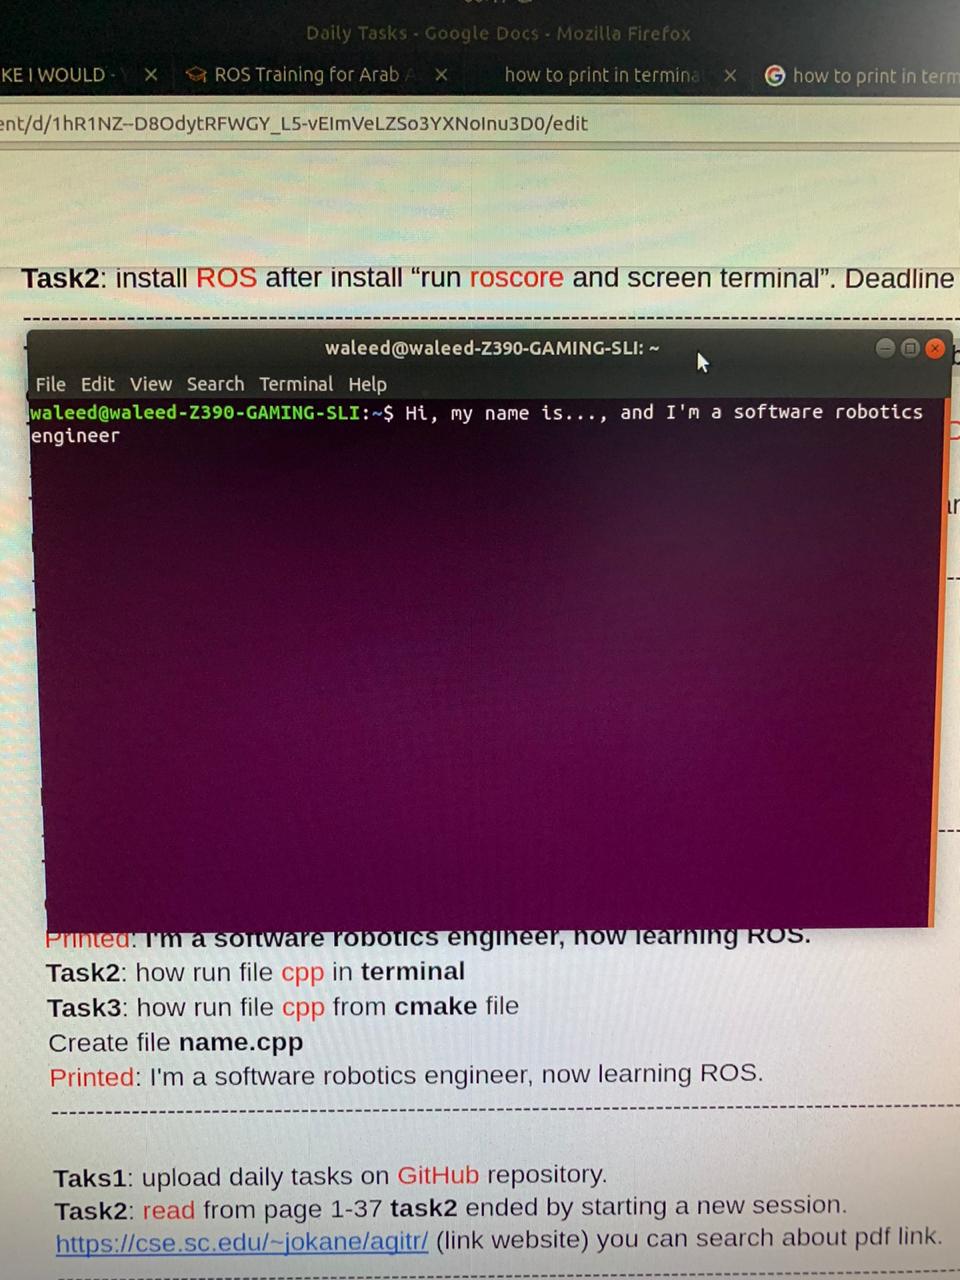 Daily Tasks - Google Docs - Mozilla Firefox
KE I WOULD - ROS Training for Arab how to print in termina how to print in term
ent/d/1hR1NZ--D8OdytRFWGY_L5-vEImVeLZSo3YXNoInu3D0/edit
Task2: install ROS after install “run roscore and screen terminal”. Deadline
waleed@waleed-Z390-GAMING-SLI: ~
File Edit View Search Terminal Help
waleed@waleed-Z390-GAMING-SLI:~$ Hi, my name is..., and I'm a software robotics
engineer
Printed: I'm a software robotics engineer, now learning ROS.
Task2: how run file cpp in terminal
Task3: how run file cpp from cmake file
Create file name.cpp
Printed: I'm a software robotics engineer, now learning ROS.
Taks1: upload daily tasks on GitHub repository.
Task2: read from page 1-37 task2 ended by starting a new session.
https://cse.sc.edu/~jokane/agitr/ (link website) you can search about pdf link.